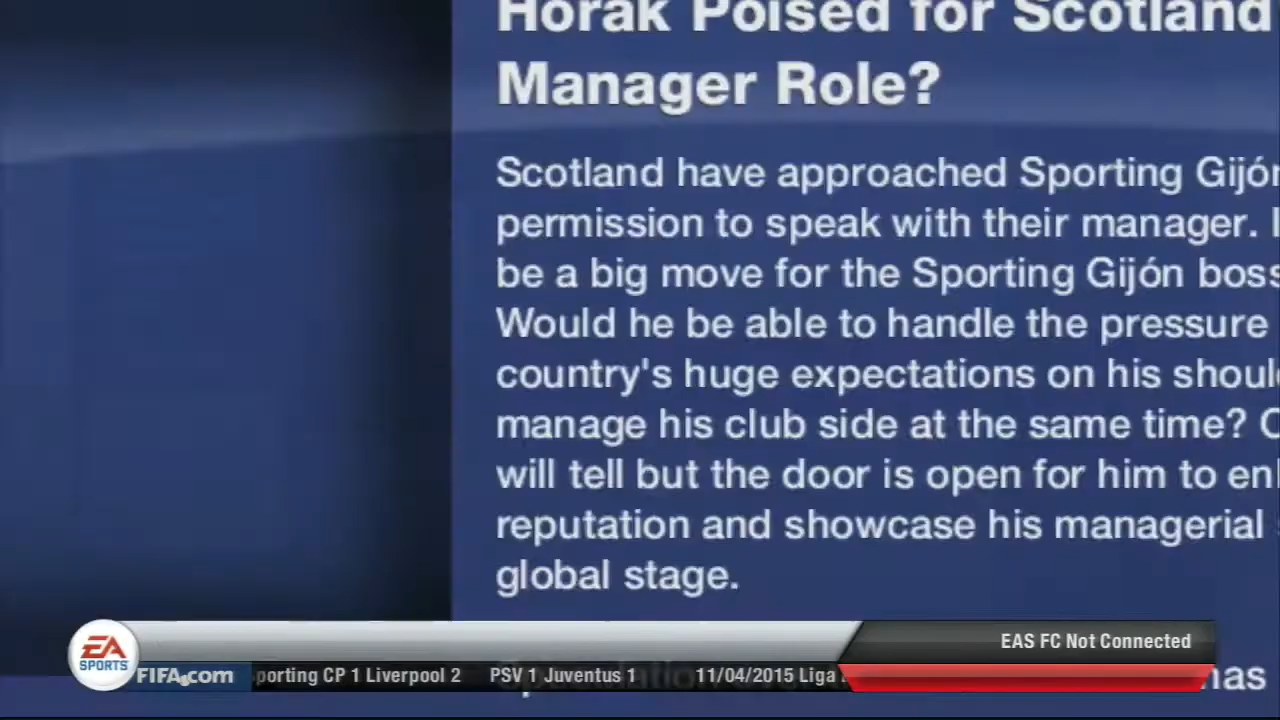 Horak Poised for Scotland
Manager Role?
Scotland have approached Sporting Gijón
permission to speak with their manager.
be a big move for the Sporting Gijón boss
Would he be able to handle the pressure
country's huge expectations on his should
manage his club side at the same time?
will tell but the door is open for him to en
reputation and showcase his managerial
global stage.
EAS FC Not Connected
EA
SPORTS
FIFA.com
porting CP 1 Liverpool 2 PSV 1 Juventus 1 11/04/2015 Liga
has